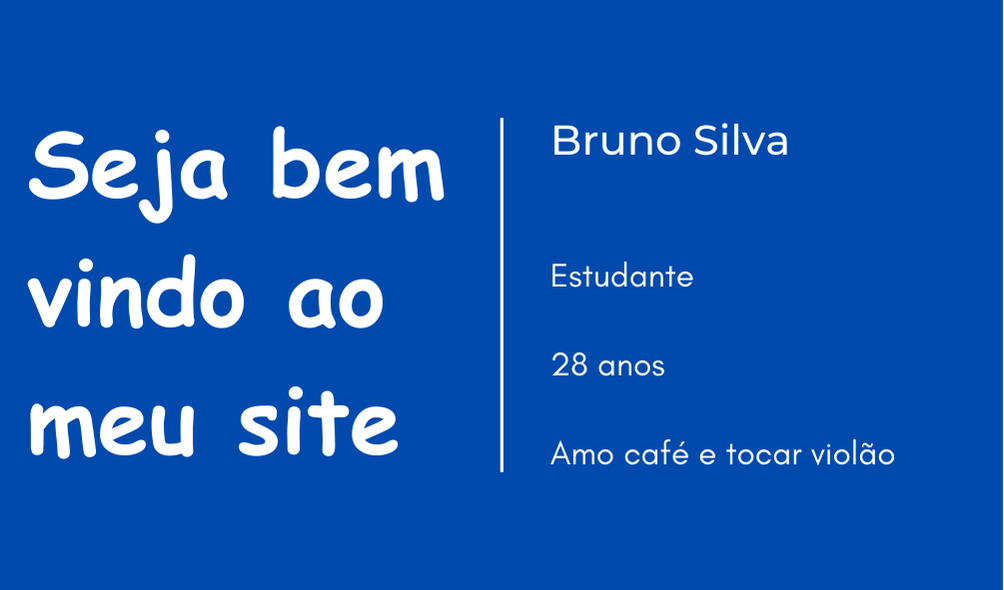 Seja bem
vindo ao
meu site
Bruno Silva
Estudante
28 anos
Amo café e tocar violão